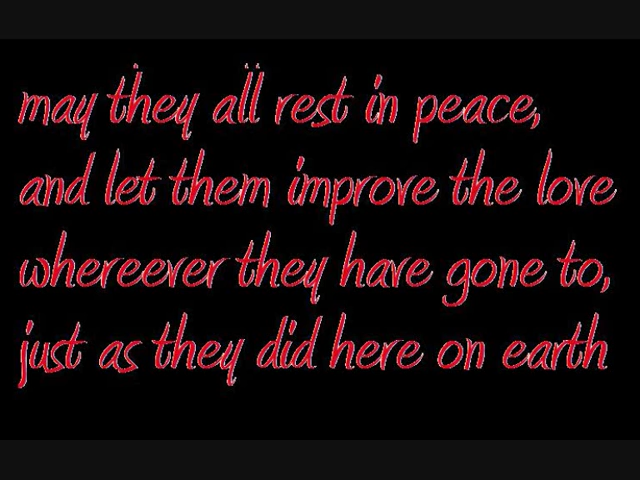 may they all rest in peace,
and let them improve the love
whereever they have gone to,
just as they did here on earth